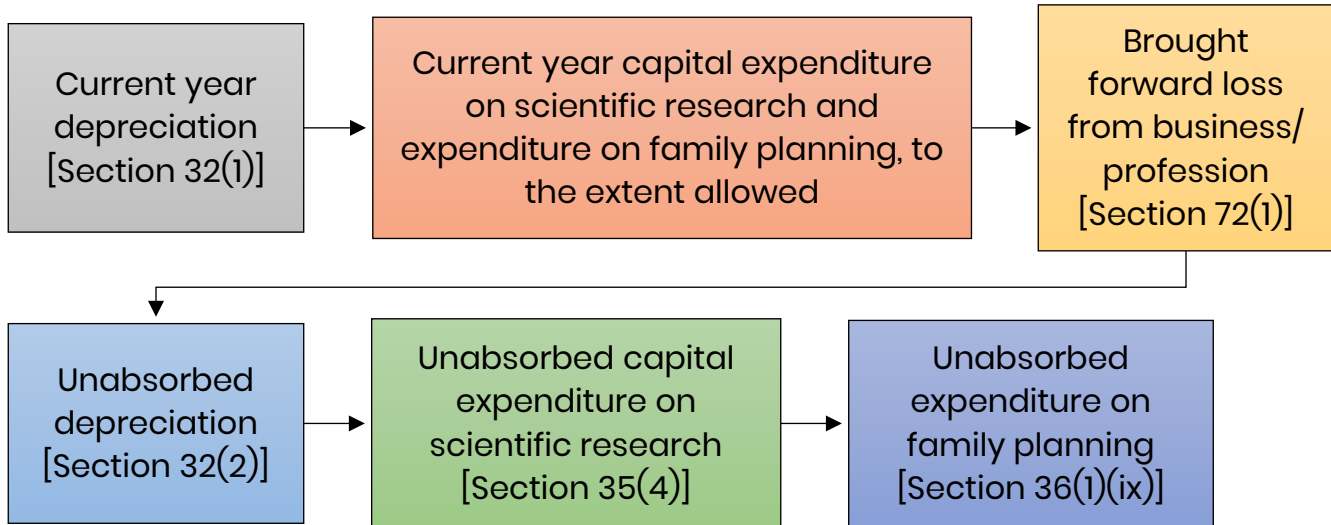 Current year
depreciation
[Section 32(1)]
Current year capital expenditure
on scientific research and
expenditure on family planning, to
the extent allowed
Brought
forward loss
from business/
profession
[Section 72(1)]
Unabsorbed
depreciation
[Section 32(2)]
Unabsorbed capital
expenditure on
scientific research
[Section 35(4)]
Unabsorbed
expenditure on
family planning
[Section 36(1)(ix)]